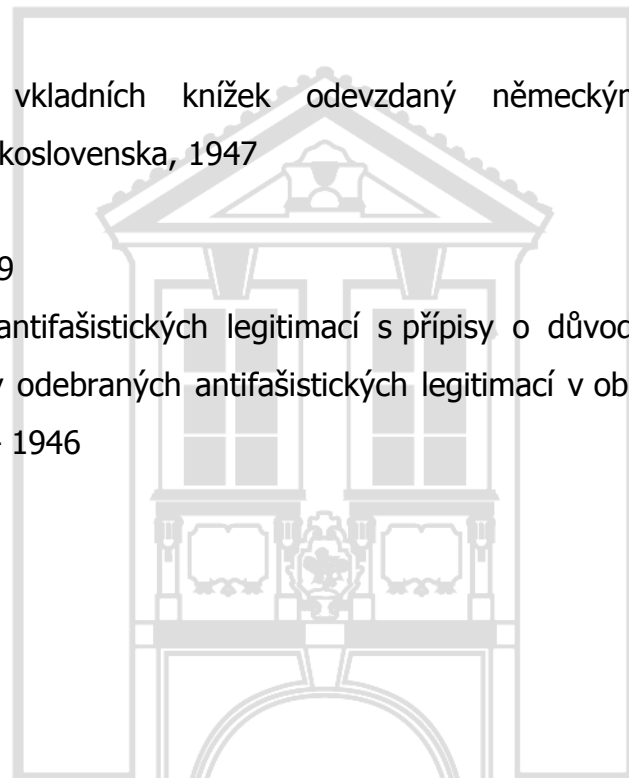 vkladních knížek odevzdaný německým
koslovenska, 1947
9
antifašistických legitimací s přípisy o důvod
odebraných antifašistických legitimací v ob
1946